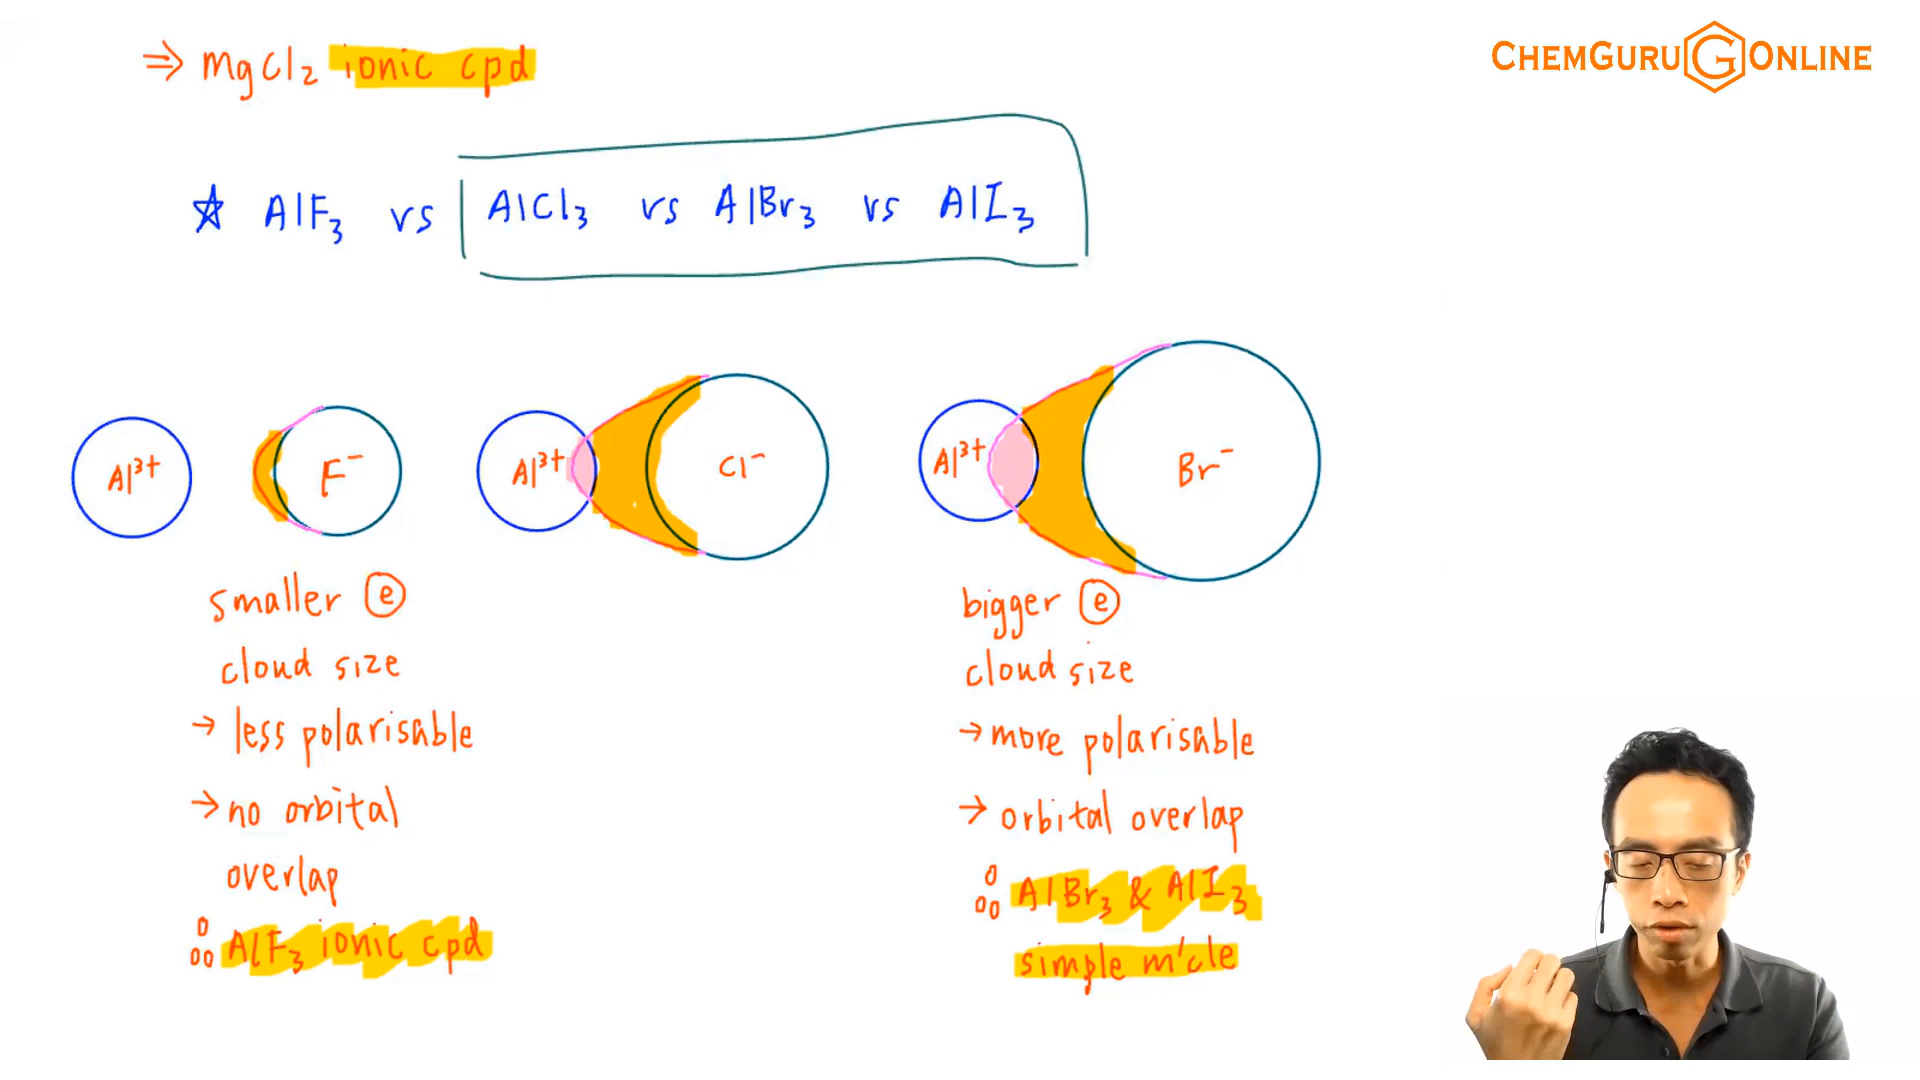 ⇒ MgCl2 ionic cpd
CHEMGURU G ONLINE
☆ AlF3 vs AlCl3 vs AlBr3 vs AlI3
Al3+ F- Al3+ Cl- Al3+ Br-
smaller ⓔ
cloud size
→ less polarisable
→ no orbital
overlap
∴ AlF3 ionic cpd
bigger ⓔ
cloud size
→ more polarisable
→ orbital overlap
∴ AlBr3 & AlI3
simple m'cle